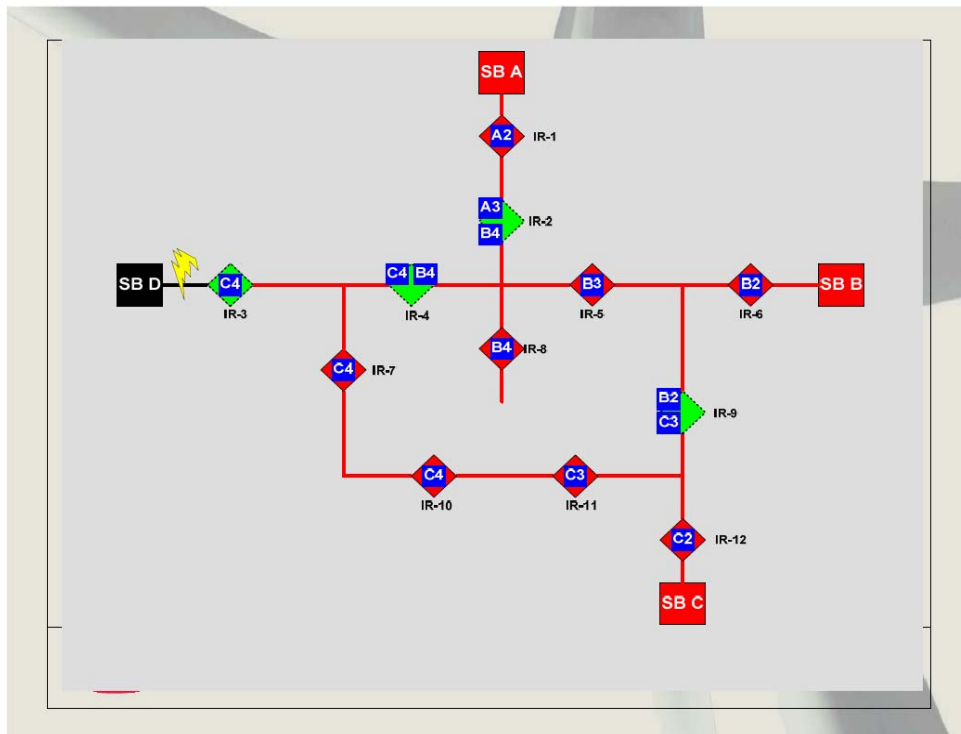 SB A
A2 IR-1
A3
B4
IR-2
SB D C4 C4 B4 B3 B2 SB B
IR-3 IR-4 IR-5 IR-6
C4 IR-7
B4 IR-8
B2
C3
IR-9
C4 C3
IR-10 IR-11
C2 IR-12
SB C